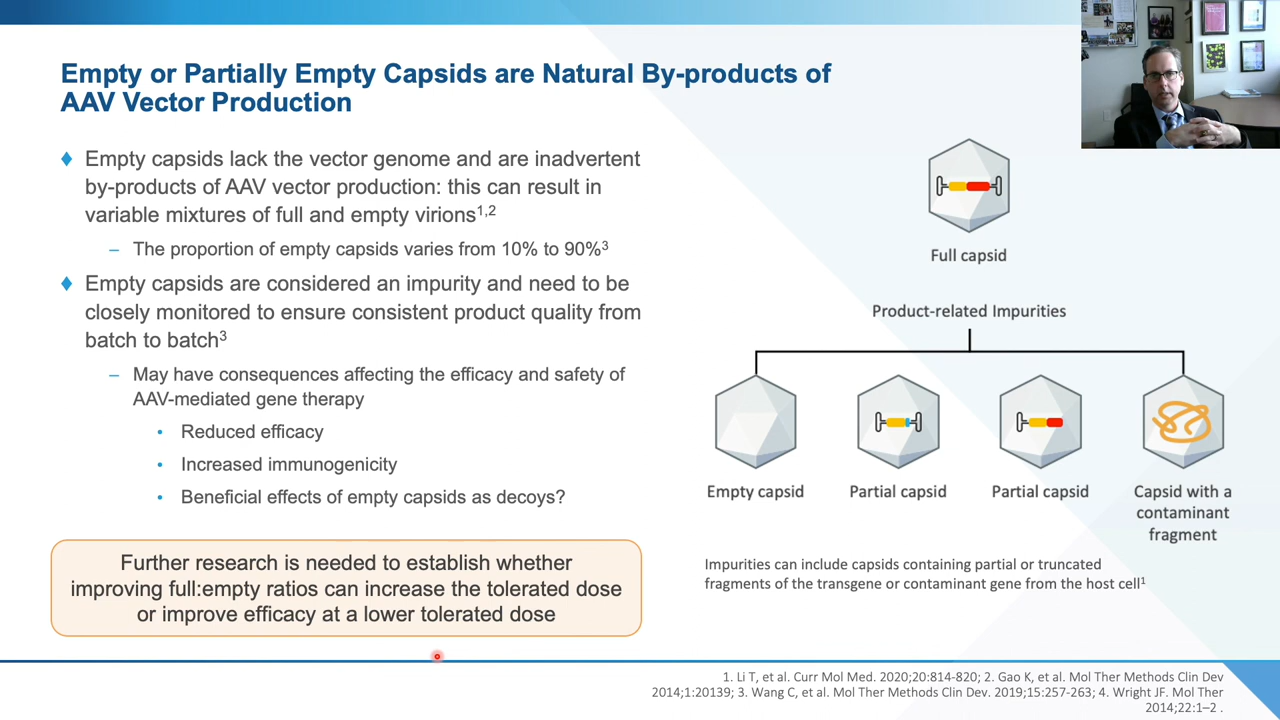 Empty or Partially Empty Capsids are Natural By-products of
AAV Vector Production
♦ Empty capsids lack the vector genome and are inadvertent
by-products of AAV vector production: this can result in
variable mixtures of full and empty virions1,2
– The proportion of empty capsids varies from 10% to 90%3
♦ Empty capsids are considered an impurity and need to be
closely monitored to ensure consistent product quality from
batch to batch3
– May have consequences affecting the efficacy and safety of
AAV-mediated gene therapy
• Reduced efficacy
• Increased immunogenicity
• Beneficial effects of empty capsids as decoys?
Further research is needed to establish whether
improving full:empty ratios can increase the tolerated dose
or improve efficacy at a lower tolerated dose
Full capsid
Product-related Impurities
Empty capsid
Partial capsid
Partial capsid
Capsid with a
contaminant
fragment
Impurities can include capsids containing partial or truncated
fragments of the transgene or contaminant gene from the host cell1
1. Li T, et al. Curr Mol Med. 2020;20:814-820; 2. Gao K, et al. Mol Ther Methods Clin Dev
2014;1:20139; 3. Wang C, et al. Mol Ther Methods Clin Dev. 2019;15:257-263; 4. Wright JF. Mol Ther
2014;22:1–2 .